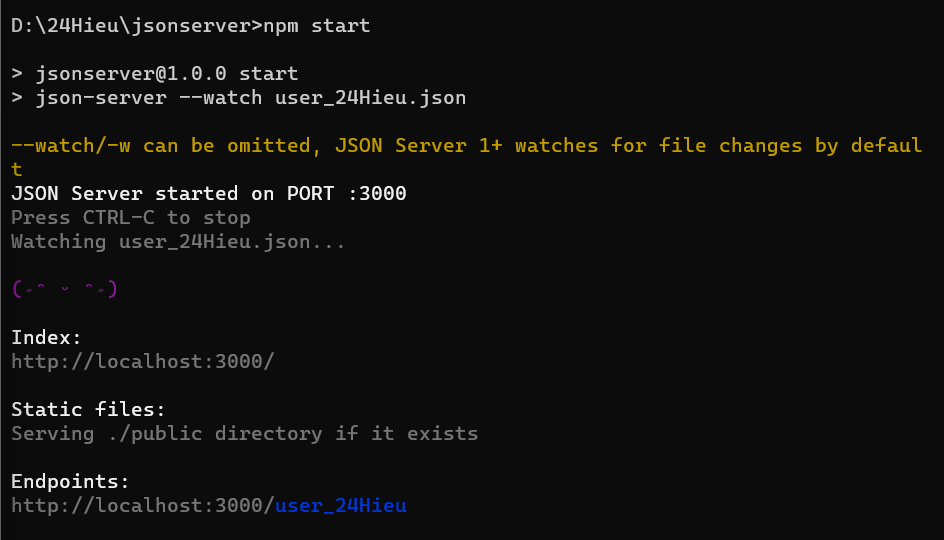 D:\24Hieu\jsonserver>npm start
> jsonserver@1.0.0 start
> json-server --watch user_24Hieu.json
--watch/-w can be omitted, JSON Server 1+ watches for file changes by defaul
t
JSON Server started on PORT :3000
Press CTRL-C to stop
Watching user_24Hieu.json...
(˶ᵔ ᵕ ᵔ˶)
Index:
http://localhost:3000/
Static files:
Serving ./public directory if it exists
Endpoints:
http://localhost:3000/user_24Hieu